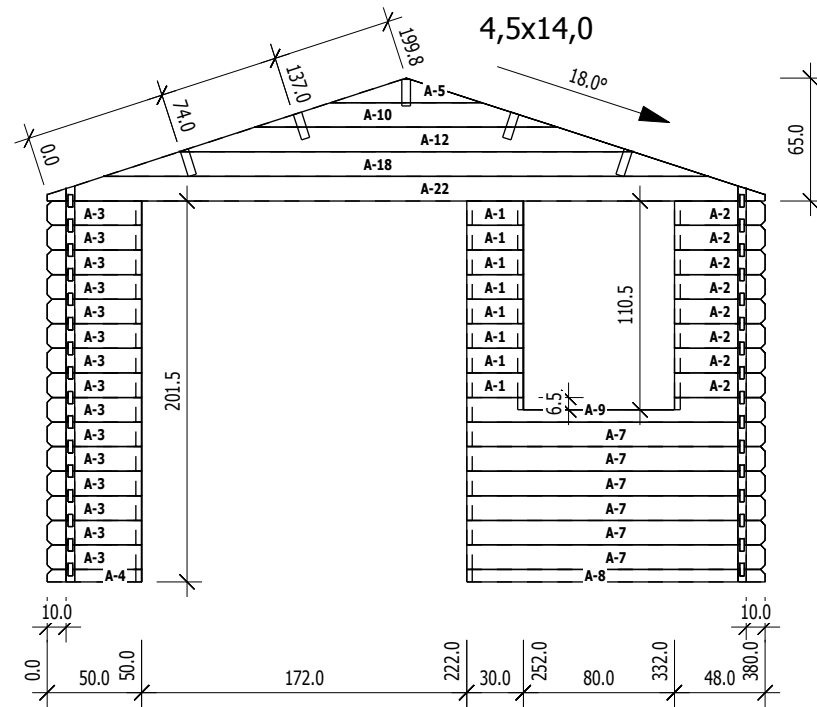 4,5x14,0
199.8
137.0
74.0
0.0
18.0°
65.0
A-5
A-10
A-12
A-18
A-22
A-3 A-1 A-2
A-3 A-1 A-2
A-3 A-1 A-2
A-3 A-1 A-2
110.5
A-3 A-1 A-2
A-3 A-1 A-2
A-3 A-1 A-2
201.5
A-3 A-1 A-2
6.5
A-3 A-9
A-3 A-7
A-3 A-7
A-3 A-7
A-3 A-7
A-3 A-7
A-3 A-7
A-4 A-8
10.0 10.0
0.0 50.0 222.0 252.0 332.0 380.0
50.0 172.0 30.0 80.0 48.0